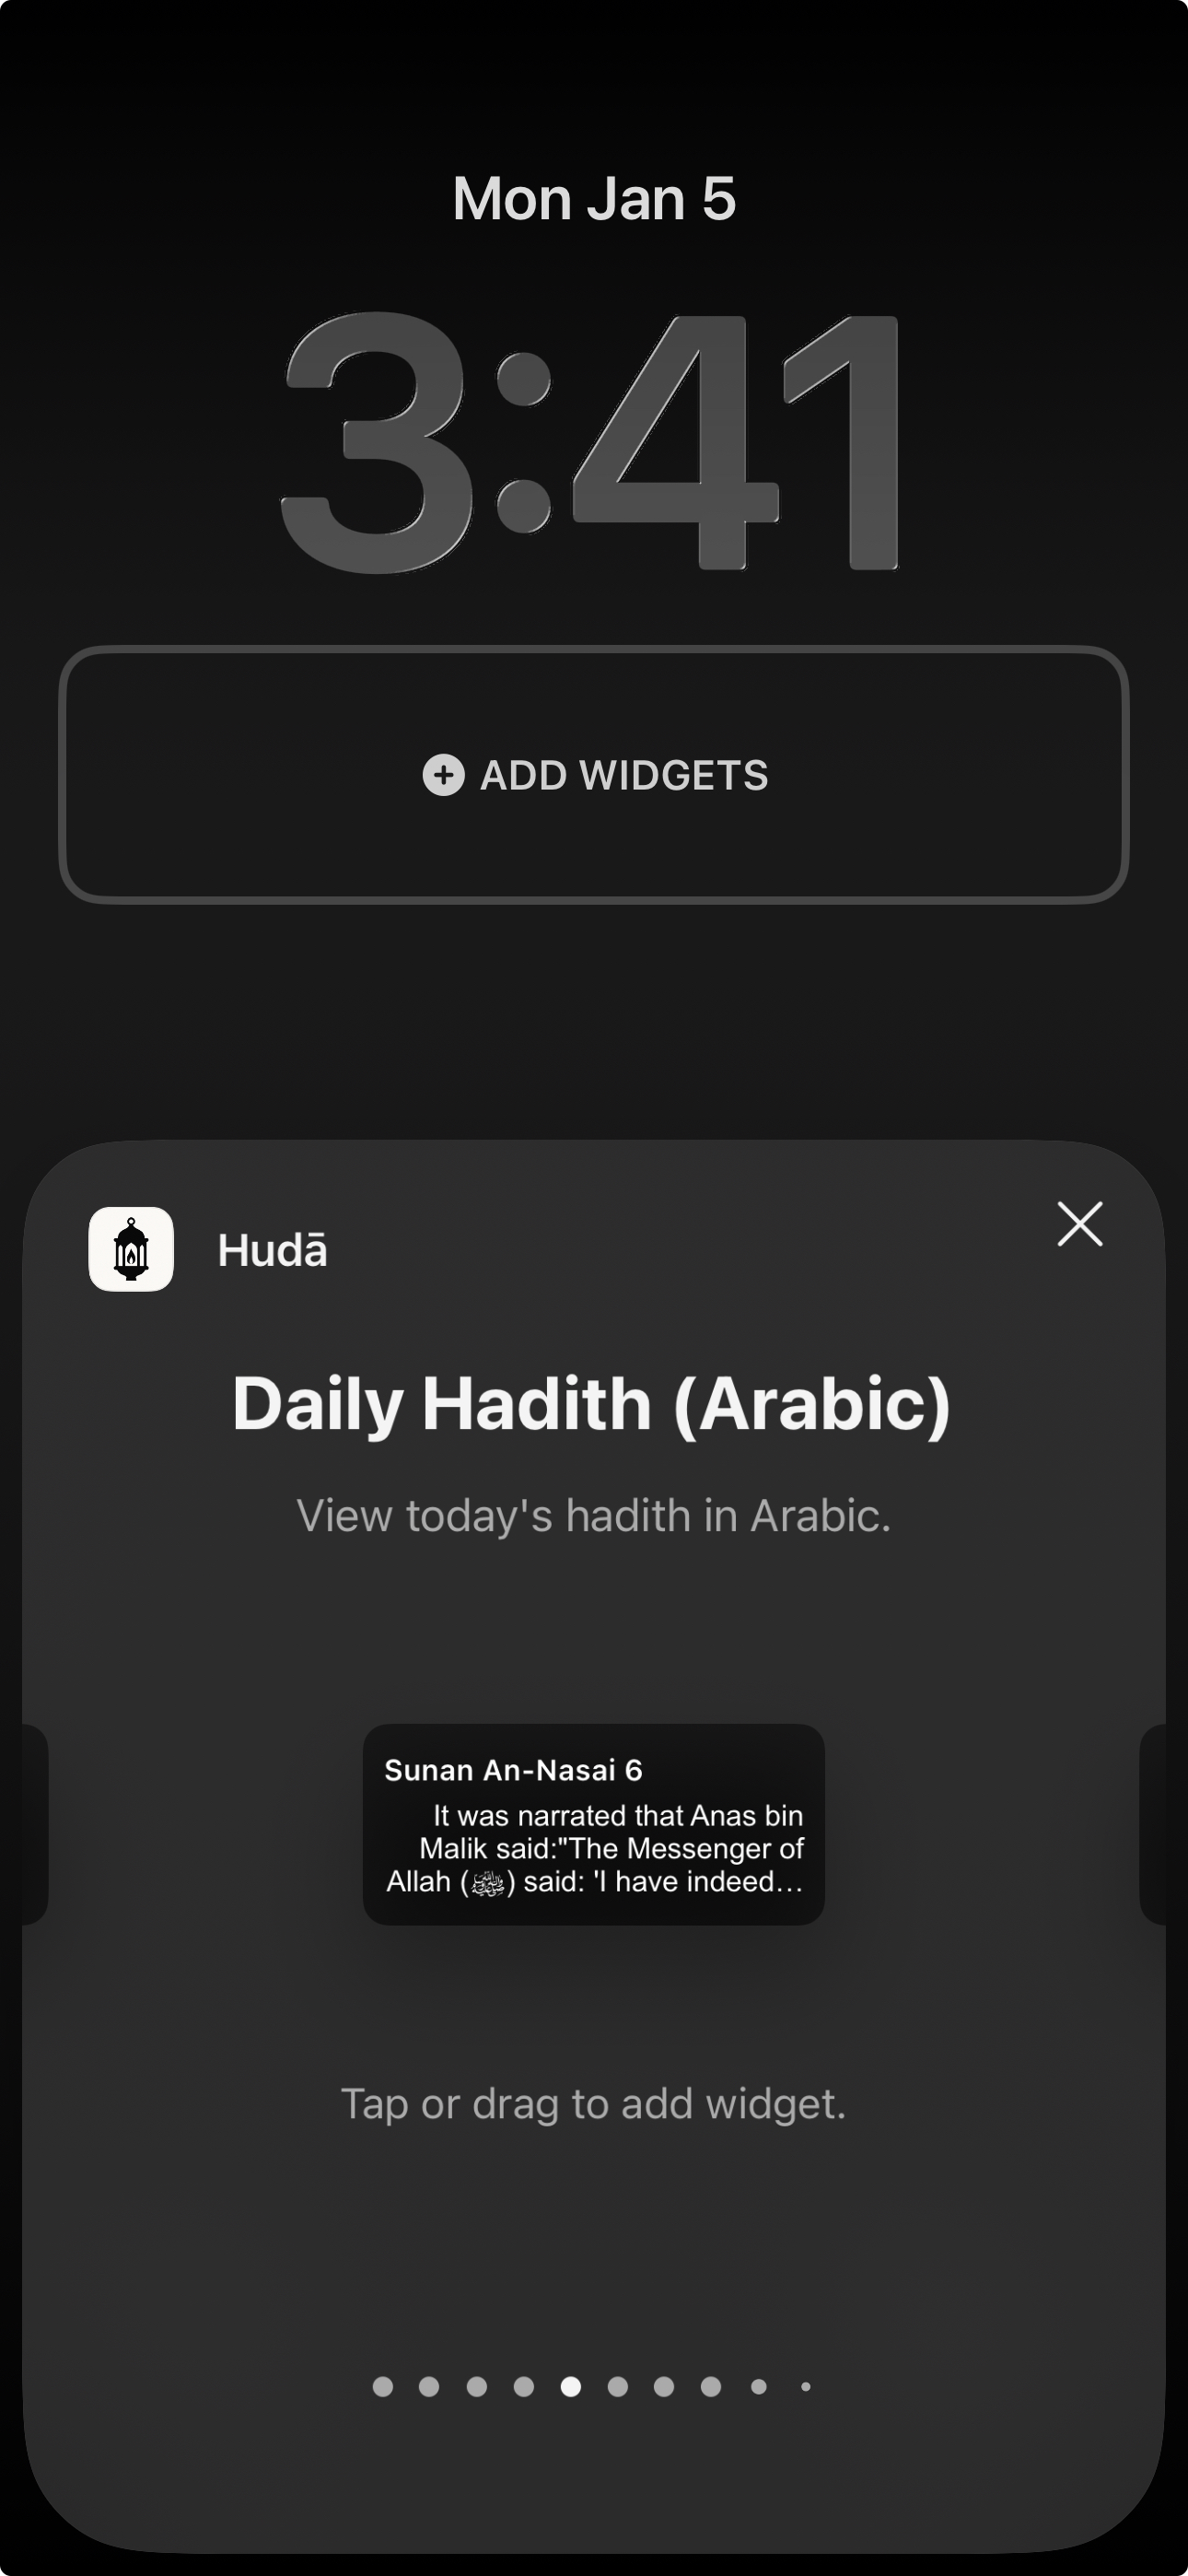 Mon Jan 5
3:41
ADD WIDGETS
Hudā
Daily Hadith (Arabic)
View today's hadith in Arabic.
Sunan An-Nasai 6
It was narrated that Anas bin
Malik said:"The Messenger of
Allah (ﷺ) said: 'I have indeed…
Tap or drag to add widget.